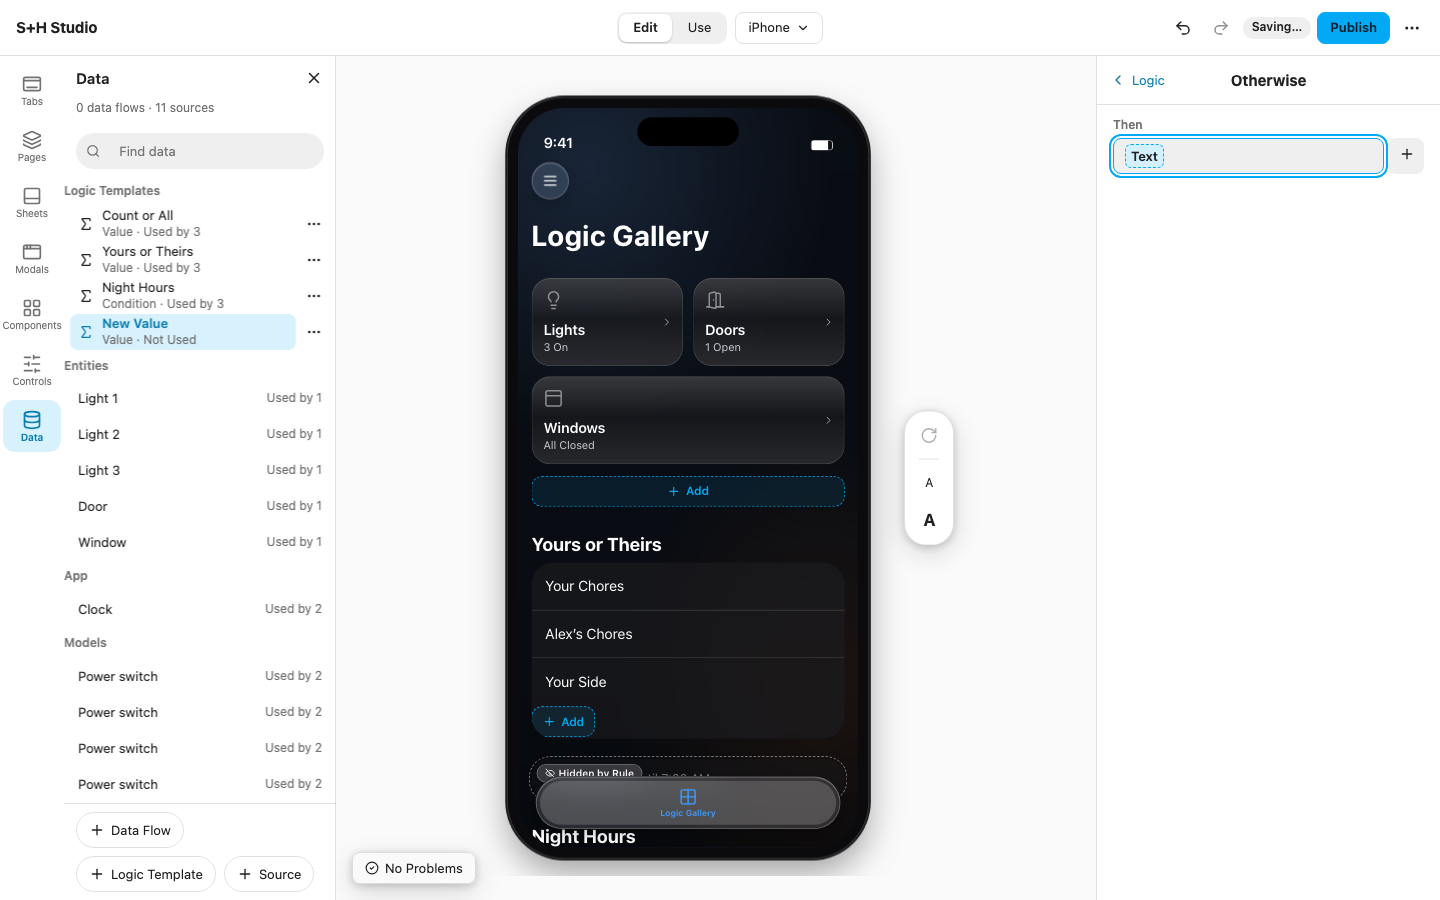 S+H Studio
Edit
Use
iPhone
Saving...
Publish
Tabs
Pages
Sheets
Modals
Components
Controls
Data
Data
0 data flows · 11 sources
Find data
Logic Templates
Count or All
Value · Used by 3
Yours or Theirs
Value · Used by 3
Night Hours
Condition · Used by 3
New Value
Value · Not Used
Entities
Light 1 Used by 1
Light 2 Used by 1
Light 3 Used by 1
Door Used by 1
Window Used by 1
App
Clock Used by 2
Models
Power switch Used by 2
Power switch Used by 2
Power switch Used by 2
Power switch Used by 2
Data Flow
Logic Template
Source
9:41
Logic Gallery
Lights
3 On
Doors
1 Open
Windows
All Closed
Add
Yours or Theirs
Your Chores
Alex's Chores
Your Side
Add
Hidden by Rule
Logic Gallery
Night Hours
No Problems
A
A
Logic
Otherwise
Then
Text